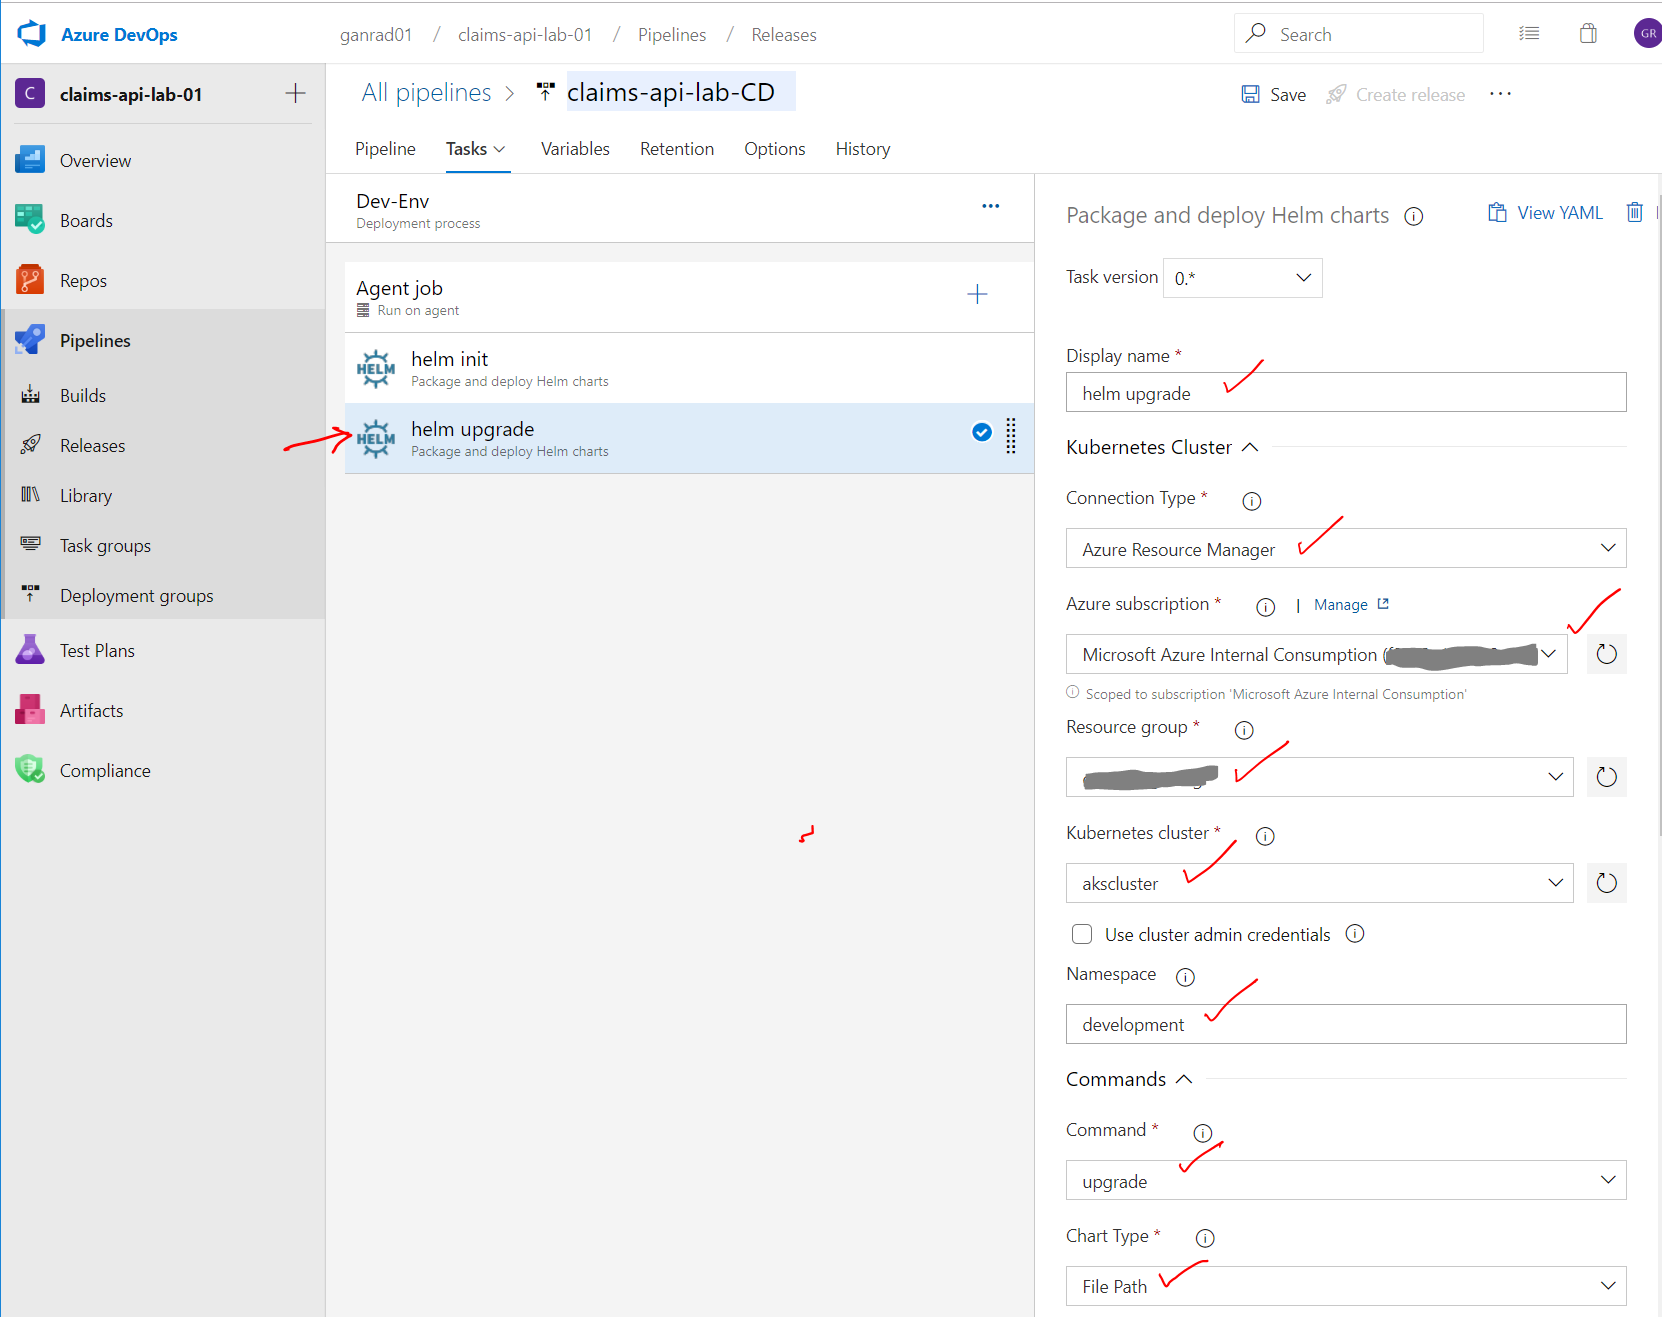 Azure DevOps
ganrad01 / claims-api-lab-01 / Pipelines / Releases
Search
GR
C claims-api-lab-01
Overview
Boards
Repos
Pipelines
Builds
Releases
Library
Task groups
Deployment groups
Test Plans
Artifacts
Compliance
All pipelines > claims-api-lab-CD
Save Create release ...
Pipeline Tasks Variables Retention Options History
Dev-Env
Deployment process
Agent job
Run on agent
HELM helm init
Package and deploy Helm charts
HELM helm upgrade
Package and deploy Helm charts
Package and deploy Helm charts
View YAML
Task version 0.*
Display name *
helm upgrade
Kubernetes Cluster
Connection Type *
Azure Resource Manager
Azure subscription * | Manage
Microsoft Azure Internal Consumption (
Scoped to subscription 'Microsoft Azure Internal Consumption'
Resource group *
Kubernetes cluster *
akscluster
Use cluster admin credentials
Namespace
development
Commands
Command *
upgrade
Chart Type *
File Path